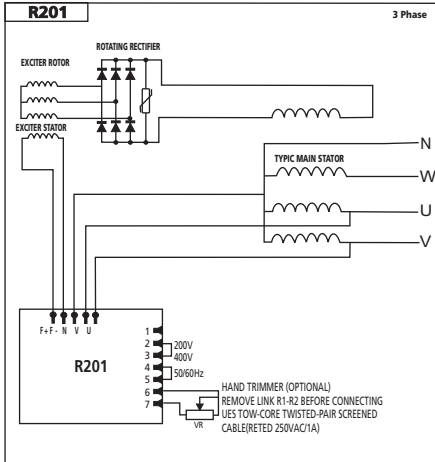 R201
3 Phase
ROTATING RECTIFIER
EXCITER ROTOR
EXCITER STATOR
TYPIC MAIN STATOR
N
W
U
V
F+ F - N V U
R201
1
2
3
4
5
6
7
200V
400V
50/60Hz
VR
HAND TRIMMER (OPTIONAL)
REMOVE LINK R1-R2 BEFORE CONNECTING
UES TOW-CORE TWISTED-PAIR SCREENED
CABLE(RETED 250VAC/1A)